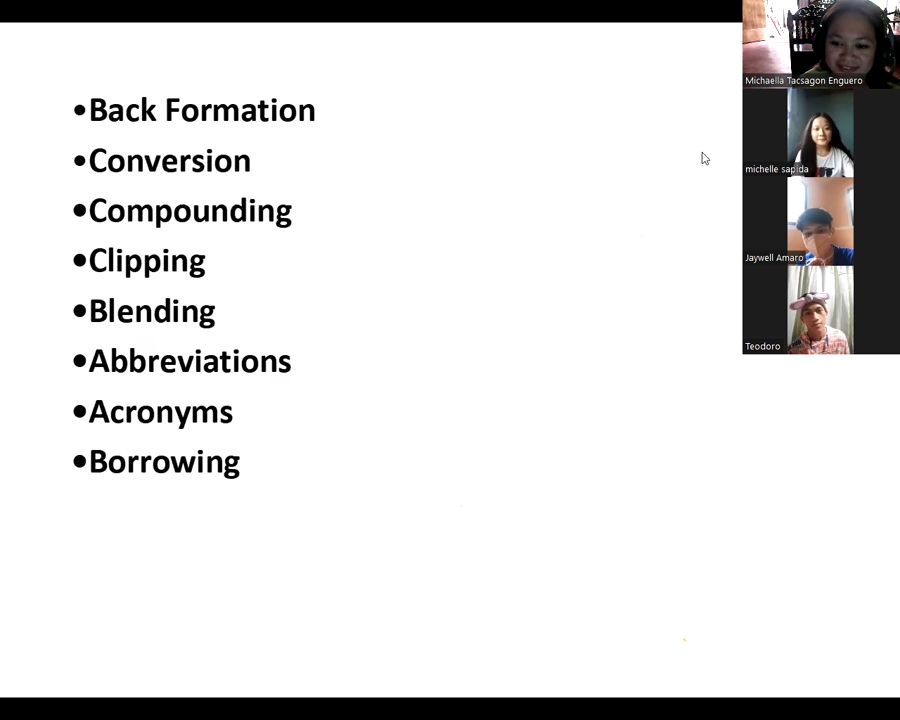 •Back Formation
•Conversion
•Compounding
•Clipping
•Blending
•Abbreviations
•Acronyms
•Borrowing
Michaella Tacsagon Enguero
michelle sapida
Jaywell Amaro
Teodoro